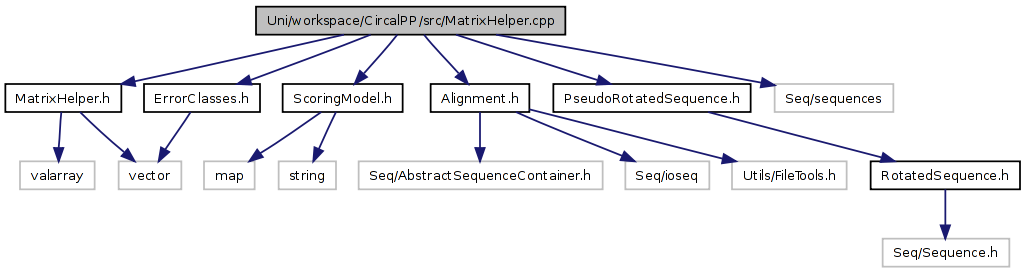 Uni/workspace/CircalPP/src/MatrixHelper.cpp
MatrixHelper.h
ErrorClasses.h
ScoringModel.h
Alignment.h
PseudoRotatedSequence.h
Seq/sequences
valarray
vector
map
string
Seq/AbstractSequenceContainer.h
Seq/ioseq
Utils/FileTools.h
RotatedSequence.h
Seq/Sequence.h